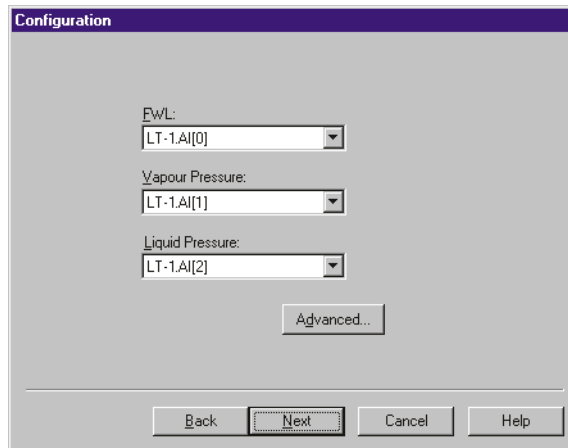 Configuration
FWL:
LT-1.AI[0]
Vapour Pressure:
LT-1.AI[1]
Liquid Pressure:
LT-1.AI[2]
Advanced...
Back Next Cancel Help